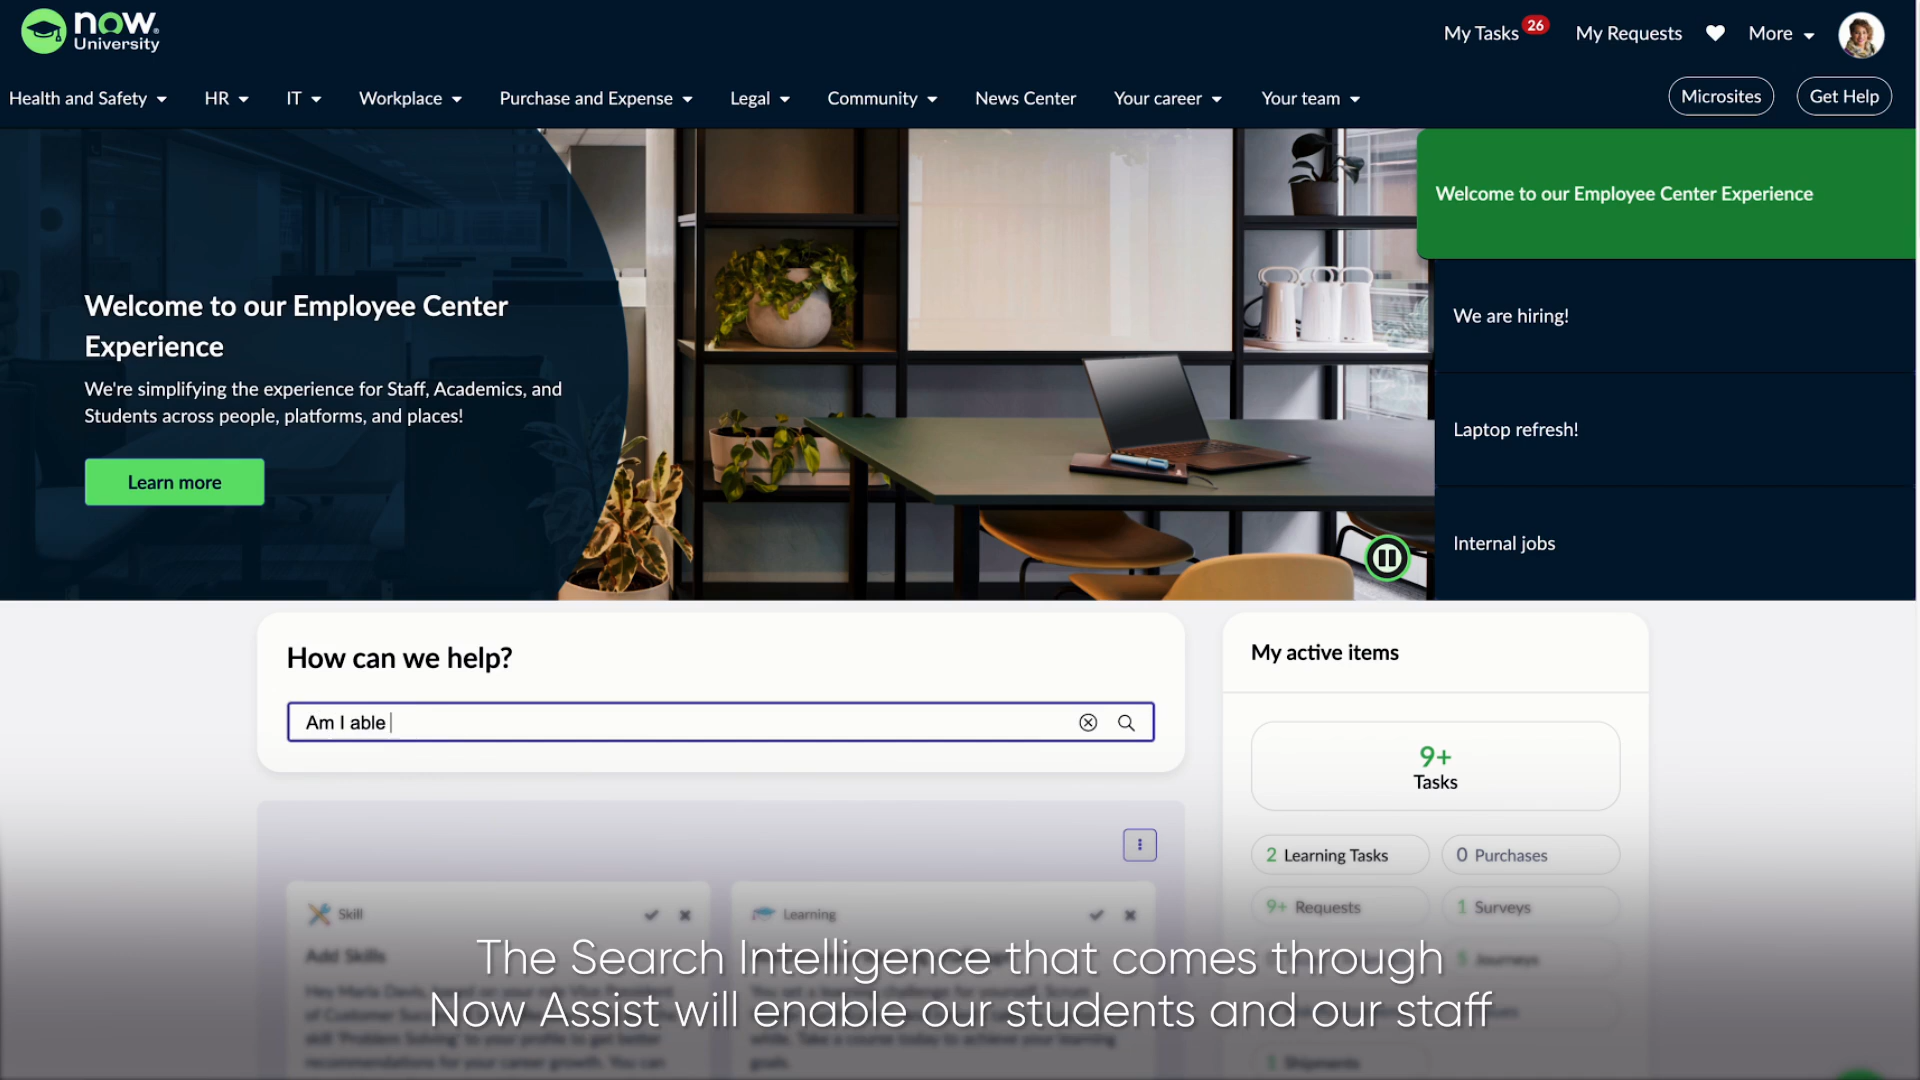 now
University
My Tasks 26 My Requests More
Health and Safety HR IT Workplace Purchase and Expense Legal Community News Center Your career Your team Microsites Get Help
Welcome to our Employee Center
Experience
We're simplifying the experience for Staff, Academics, and
Students across people, platforms, and places!
Learn more
Welcome to our Employee Center Experience
We are hiring!
Laptop refresh!
Internal jobs
How can we help?
Am I able
My active items
9+
Tasks
2 Learning Tasks 0 Purchases
9+ Requests 1 Surveys
Journeys
1 Shipments
Skill
Add Skills
Learning
The Search Intelligence that comes through
Now Assist will enable our students and our staff